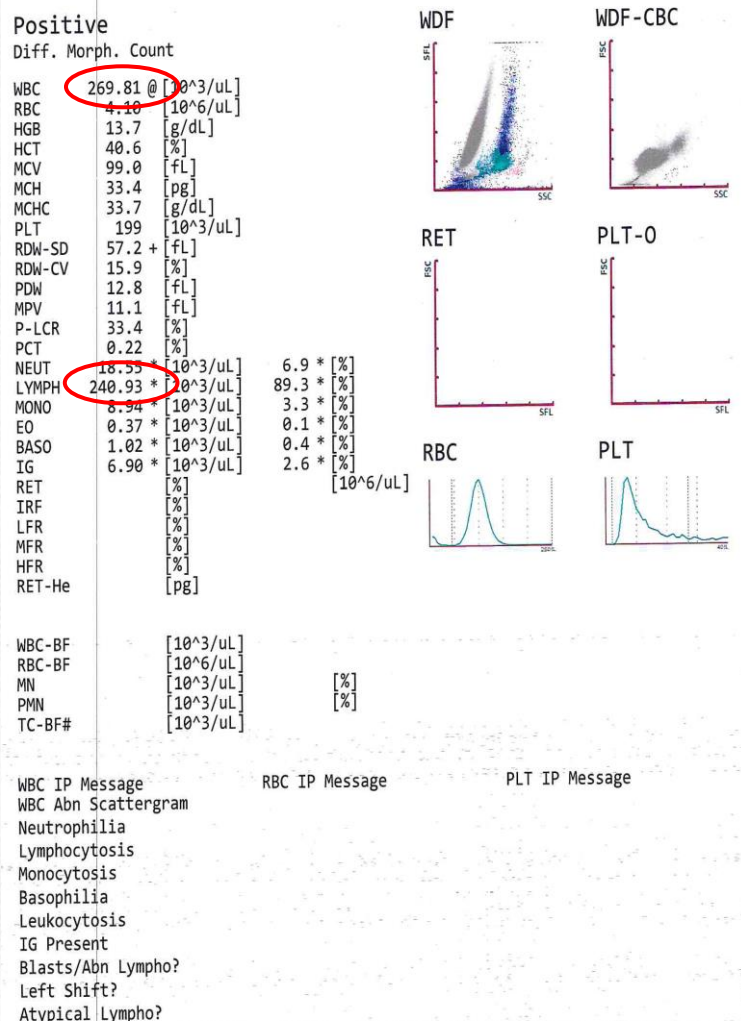 Positive
Diff. Morph. Count
WBC 269.81 @ [10^3/uL]
RBC 4.10 [10^6/uL]
HGB 13.7 [g/dL]
HCT 40.6 [%]
MCV 99.0 [fL]
MCH 33.4 [pg]
MCHC 33.7 [g/dL]
PLT 199 [10^3/uL]
RDW-SD 57.2 + [fL]
RDW-CV 15.9 [%]
PDW 12.8 [fL]
MPV 11.1 [fL]
P-LCR 33.4 [%]
PCT 0.22 [%]
NEUT 18.55 * [10^3/uL] 6.9 * [%]
LYMPH 240.93 * [10^3/uL] 89.3 * [%]
MONO 8.94 * [10^3/uL] 3.3 * [%]
EO 0.37 * [10^3/uL] 0.1 * [%]
BASO 1.02 * [10^3/uL] 0.4 * [%]
IG 6.90 * [10^3/uL] 2.6 * [%]
RET [%] [10^6/uL]
IRF [%]
LFR [%]
MFR [%]
HFR [%]
RET-He [pg]
WDF
SFL
SSC
WDF-CBC
FSC
SSC
RET
FSC
SFL
PLT-O
FSC
SFL
RBC
250fL
PLT
40fL
WBC-BF [10^3/uL]
RBC-BF [10^6/uL]
MN [10^3/uL] [%]
PMN [10^3/uL] [%]
TC-BF# [10^3/uL]
WBC IP Message RBC IP Message PLT IP Message
WBC Abn Scattergram
Neutrophilia
Lymphocytosis
Monocytosis
Basophilia
Leukocytosis
IG Present
Blasts/Abn Lympho?
Left Shift?
Atypical Lympho?